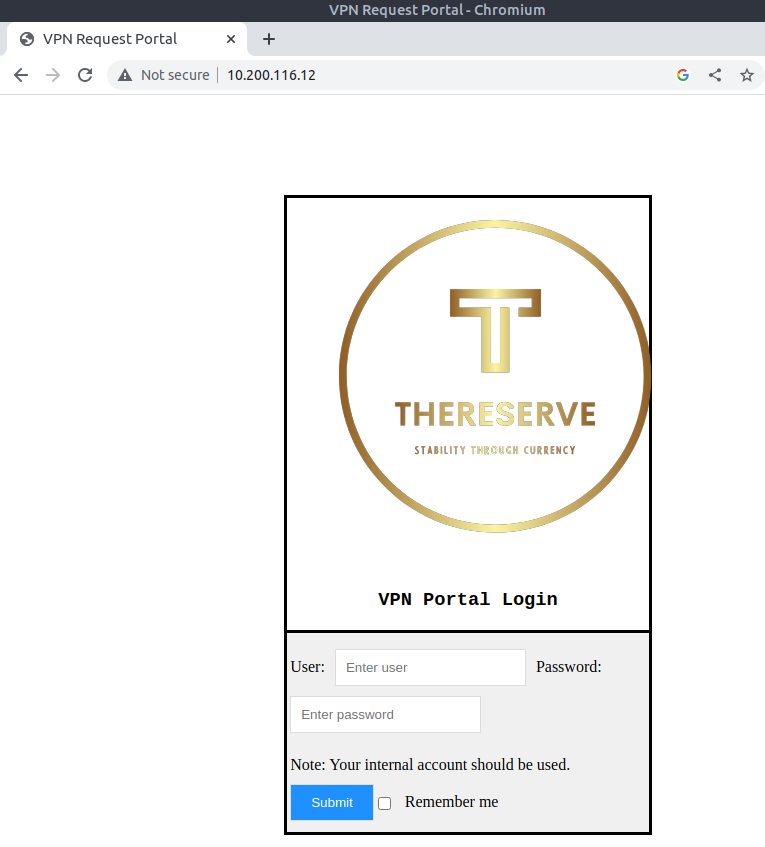 VPN Request Portal - Chromium
VPN Request Portal
Not secure 10.200.116.12
THERESERVE
STABILITY THROUGH CURRENCY
VPN Portal Login
User: Enter user Password:
Enter password
Note: Your internal account should be used.
Submit Remember me